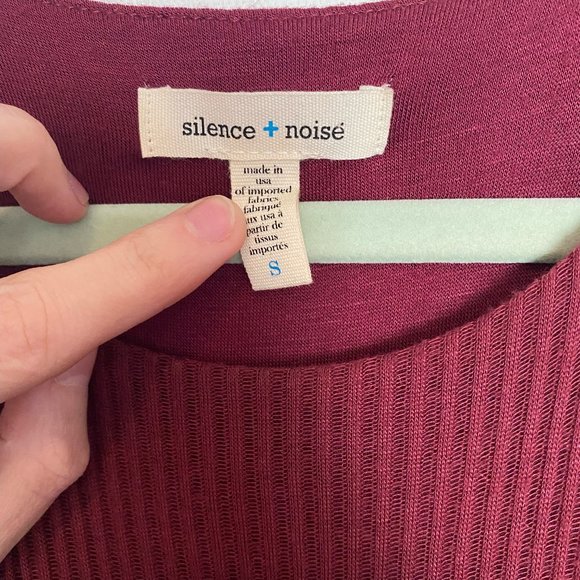 silence + noise
made in
usa
of imported
fabrics
fabriqué
aux usa à
partir de
tissus
importés
S